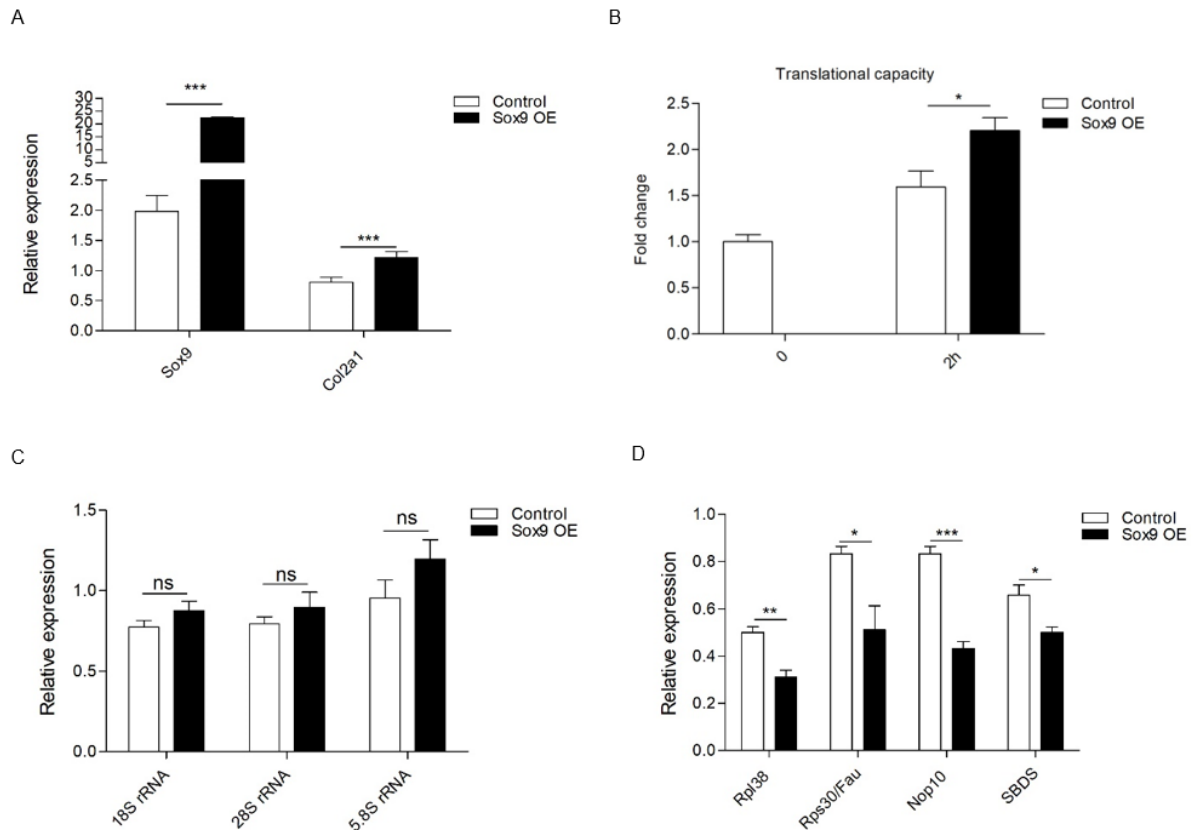 A
Relative expression
30
25
20
15
10
5
2.5
2.0
1.5
1.0
0.5
0.0
***
***
Sox9
Col2a1
Control
Sox9 OE
B
Translational capacity
Fold change
2.5
2.0
1.5
1.0
0.5
0.0
*
0
2h
Control
Sox9 OE
C
Relative expression
1.5
1.0
0.5
0.0
ns
ns
ns
18S rRNA
28S rRNA
5.8S rRNA
Control
Sox9 OE
D
Relative expression
1.0
0.8
0.6
0.4
0.2
0.0
**
*
***
*
Rpl38
Rps30/Fau
Nop10
SBDS
Control
Sox9 OE